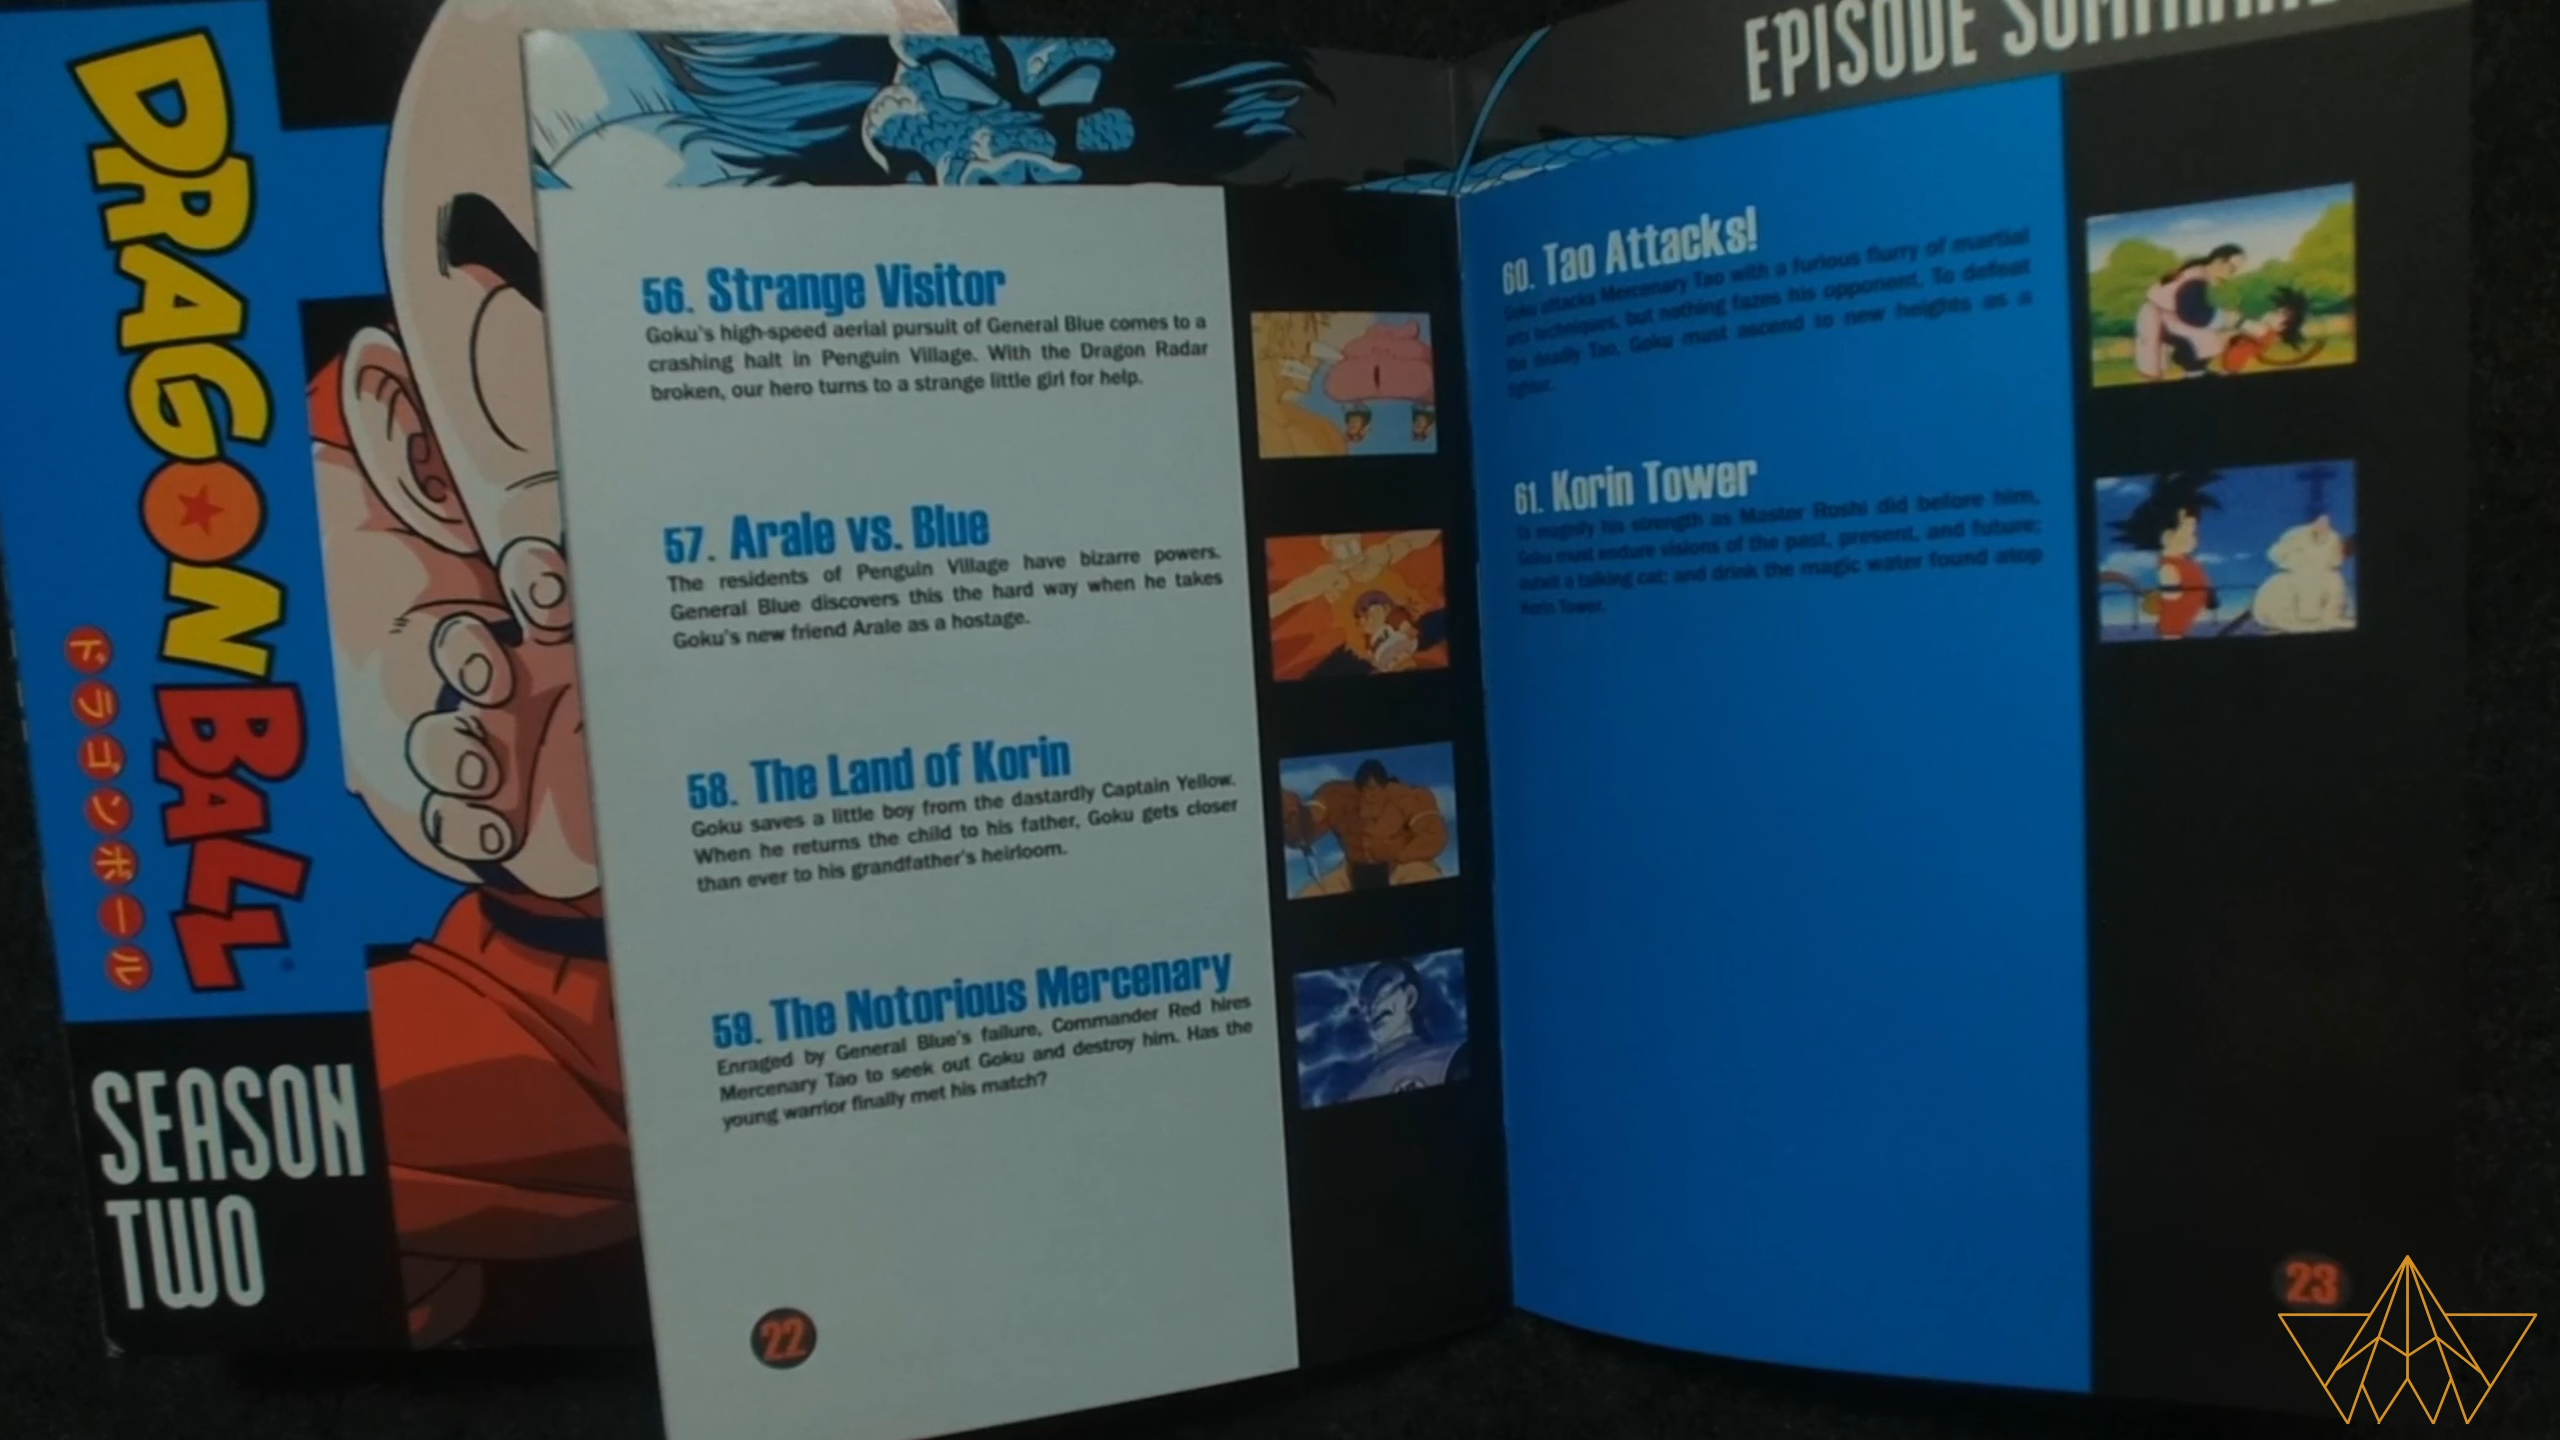 DRAGON BALL
ドラゴンボール
SEASON
TWO
56. Strange Visitor
Goku's high-speed aerial pursuit of General Blue comes to a
crashing halt in Penguin Village. With the Dragon Radar
broken, our hero turns to a strange little girl for help.
57. Arale vs. Blue
The residents of Penguin Village have bizarre powers.
General Blue discovers this the hard way when he takes
Goku's new friend Arale as a hostage.
58. The Land of Korin
Goku saves a little boy from the dastardly Captain Yellow.
When he returns the child to his father, Goku gets closer
than ever to his grandfather's heirloom.
59. The Notorious Mercenary
Enraged by General Blue's failure, Commander Red hires
Mercenary Tao to seek out Goku and destroy him. Has the
young warrior finally met his match?
22
EPISODE
60. Tao Attacks!
Goku attacks Mercenary Tao with a furious flurry of martial
arts techniques, but nothing fazes his opponent. To defeat
the deadly Tao, Goku must ascend to new heights as a
fighter.
61. Korin Tower
To magnify his strength as Master Roshi did before him,
Goku must endure visions of the past, present, and future;
outwit a talking cat; and drink the magic water found atop
Korin Tower.
23